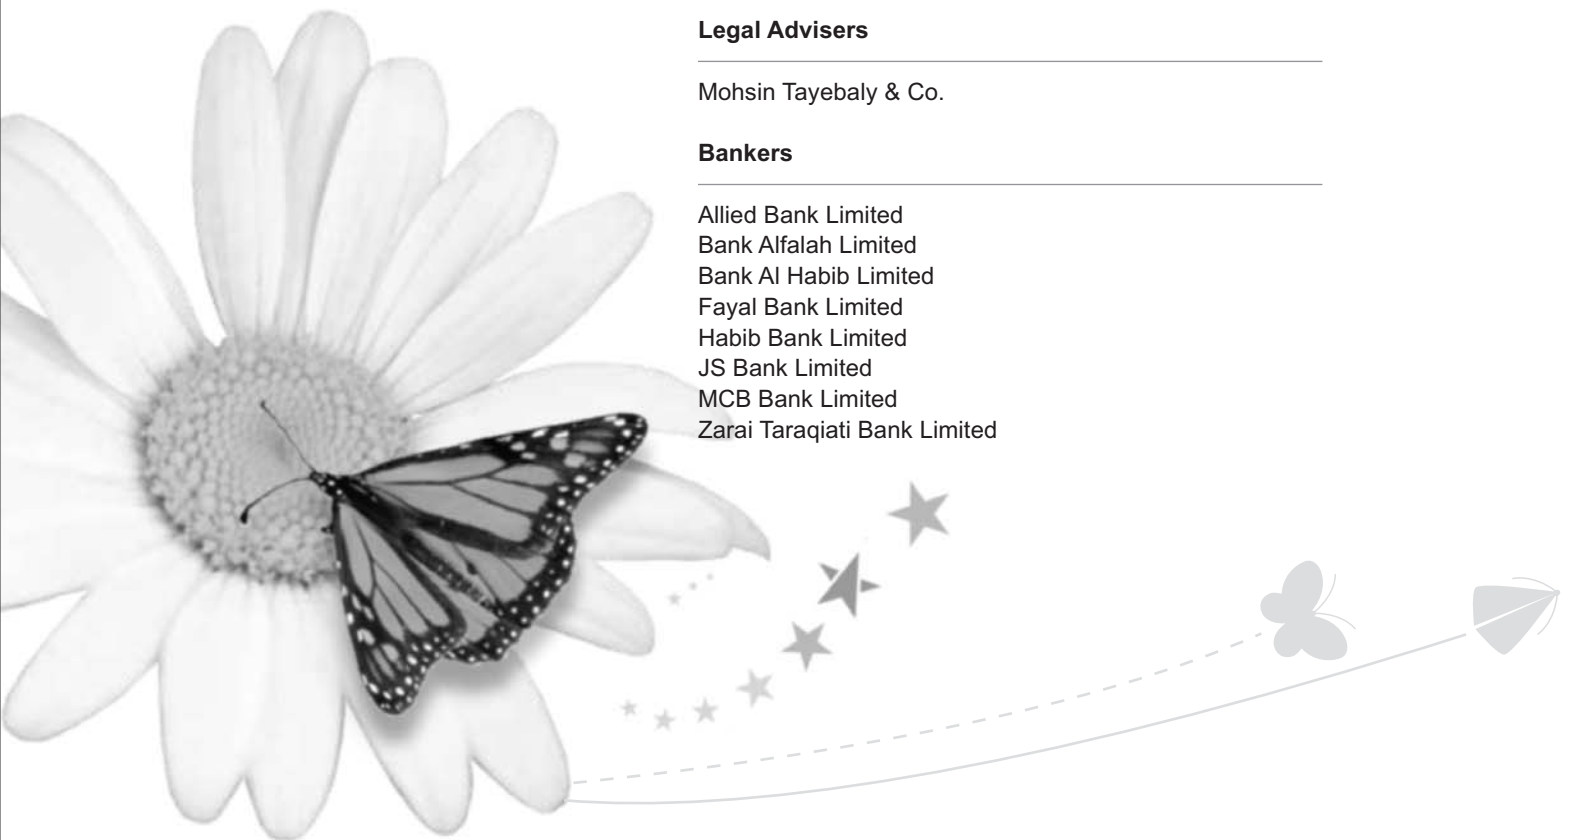 Legal Advisers
Mohsin Tayebaly & Co.
Bankers
Allied Bank Limited
Bank Alfalah Limited
Bank Al Habib Limited
Fayal Bank Limited
Habib Bank Limited
JS Bank Limited
MCB Bank Limited
Zarai Taraqiati Bank Limited